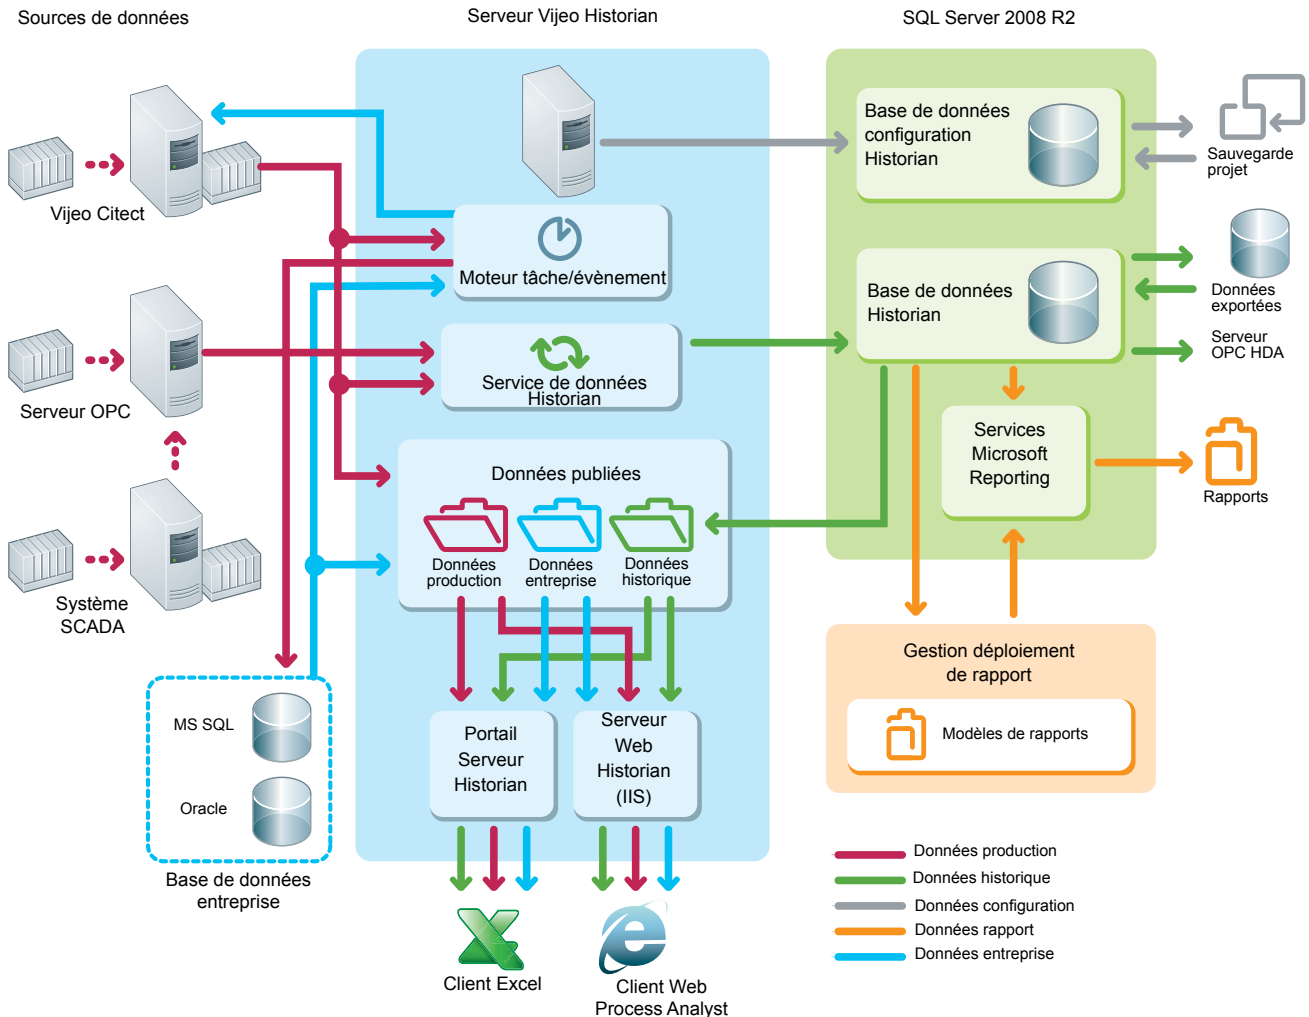 Sources de données
Serveur Vijeo Historian
SQL Server 2008 R2
Vijeo Citect
Serveur OPC
Système
SCADA
MS SQL
Oracle
Base de données
entreprise
Moteur tâche/évènement
Service de données
Historian
Données publiées
Données
production
Données
entreprise
Données
historique
Portail
Serveur
Historian
Serveur
Web
Historian
(IIS)
Client Excel
Client Web
Process Analyst
Base de données
configuration
Historian
Base de données
Historian
Services
Microsoft
Reporting
Sauvegarde
projet
Données
exportées
Serveur
OPC HDA
Rapports
Gestion déploiement
de rapport
Modèles de rapports
Données production
Données historique
Données configuration
Données rapport
Données entreprise